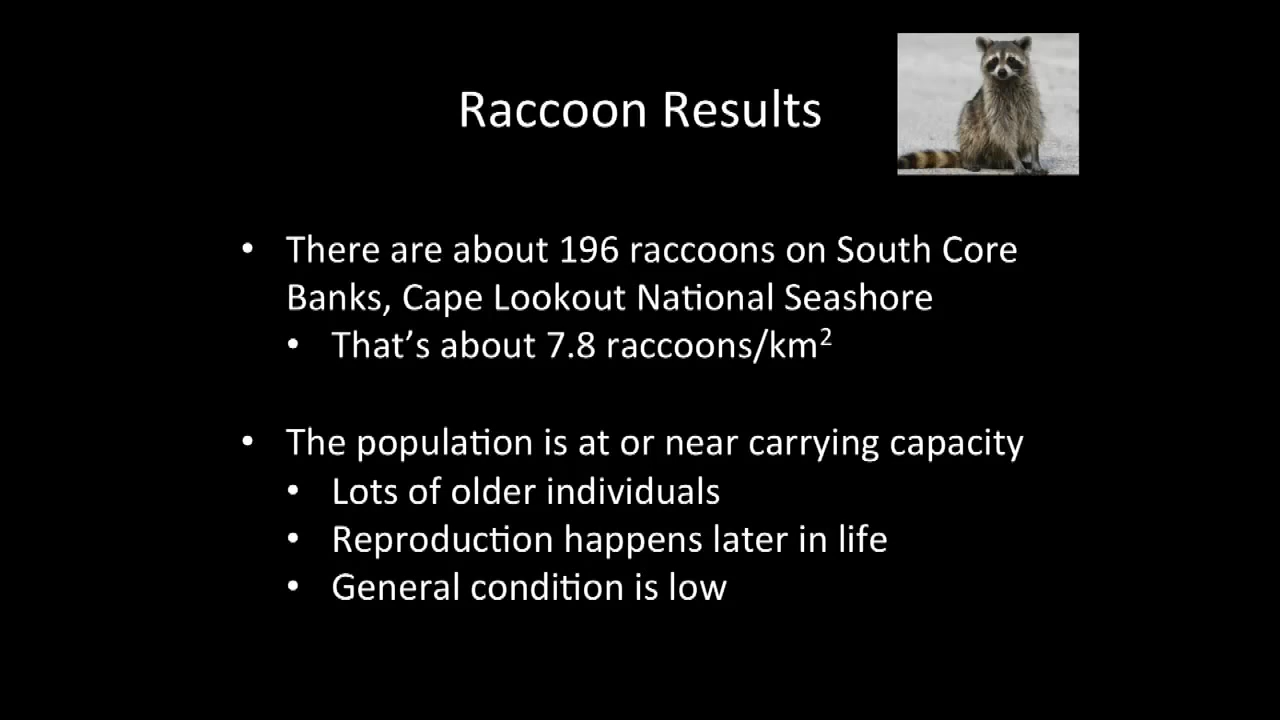 Raccoon Results
• There are about 196 raccoons on South Core
Banks, Cape Lookout National Seashore
• That’s about 7.8 raccoons/km²
• The population is at or near carrying capacity
• Lots of older individuals
• Reproduction happens later in life
• General condition is low